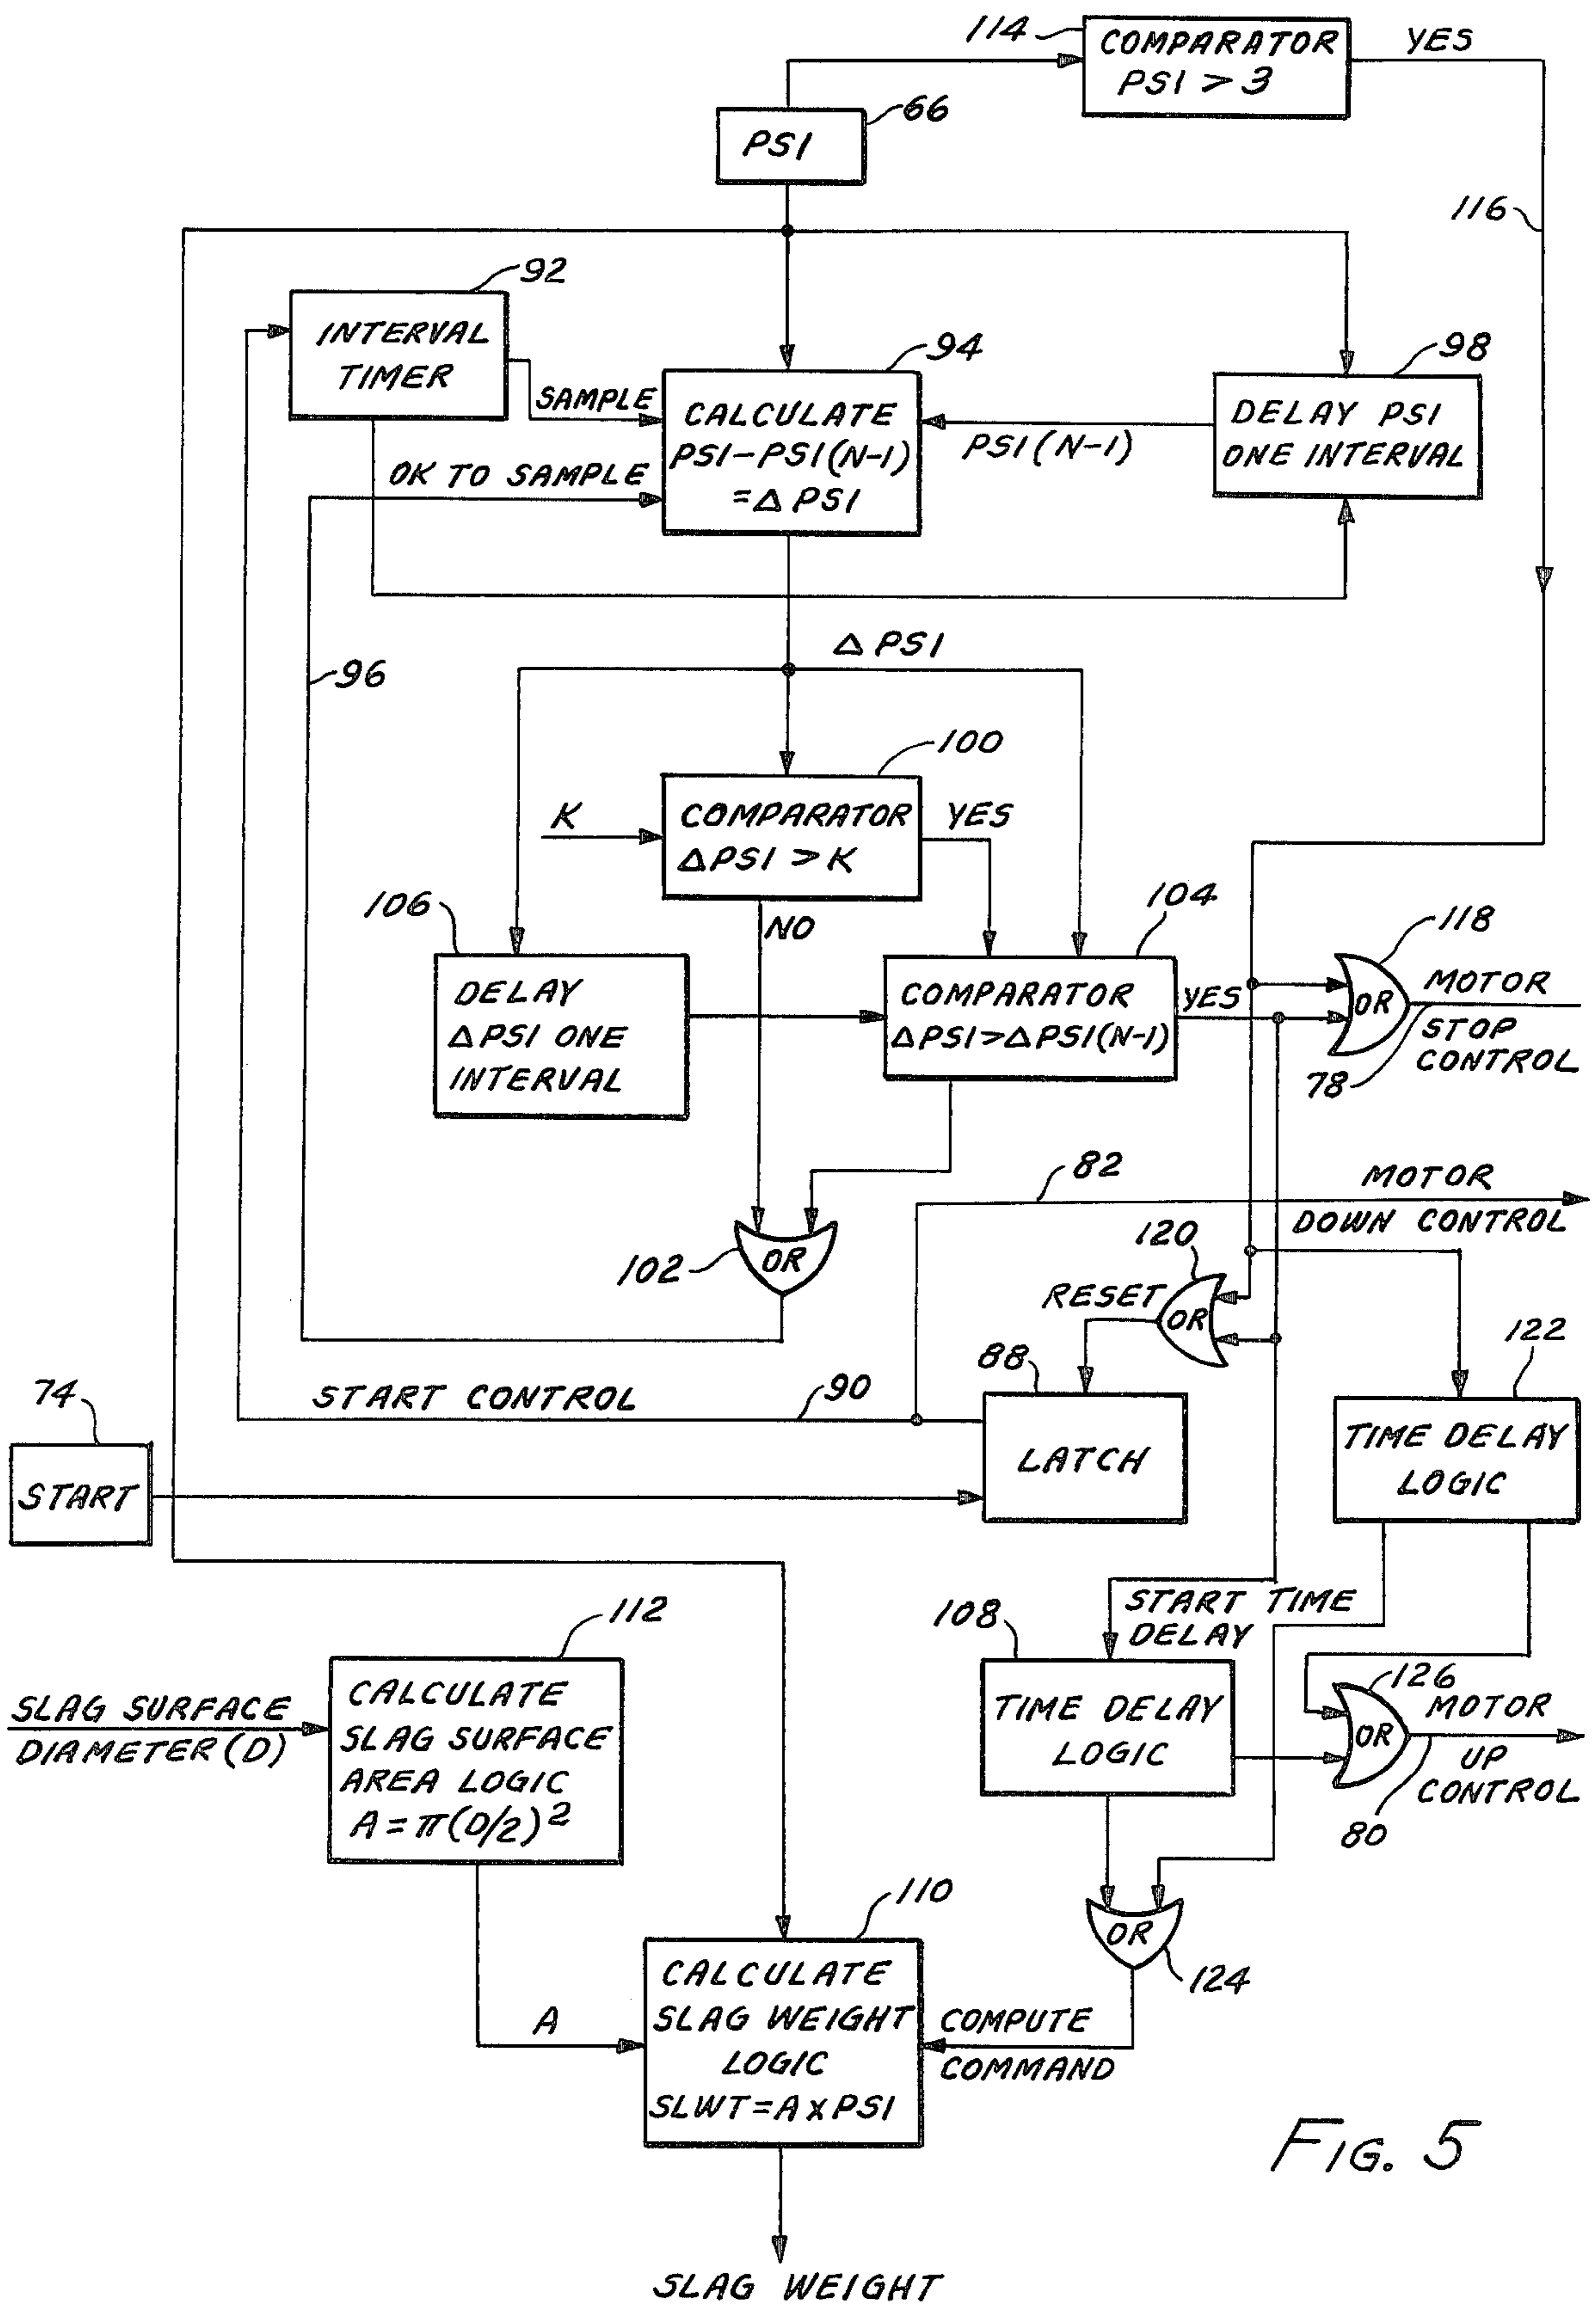 114
COMPARATOR
PSI > 3
YES
66
PSI
116
92
INTERVAL
TIMER
94
98
SAMPLE
CALCULATE
PSI-PSI(N-1)
=Δ PSI
PSI(N-1)
DELAY PSI
ONE INTERVAL
OK TO SAMPLE
Δ PSI
96
100
K
COMPARATOR
ΔPSI > K
YES
106
NO
104
118
DELAY
Δ PSI ONE
INTERVAL
COMPARATOR
ΔPSI>ΔPSI(N-1)
YES
OR
MOTOR
STOP
CONTROL
78
82
MOTOR
DOWN CONTROL
102
OR
120
RESET
OR
122
88
74
START CONTROL
90
TIME DELAY
LOGIC
START
LATCH
112
108
START TIME
DELAY
SLAG SURFACE
DIAMETER(D)
CALCULATE
SLAG SURFACE
AREA LOGIC
A=π(D/2)²
TIME DELAY
LOGIC
126
OR
MOTOR
UP
CONTROL
80
110
OR
124
CALCULATE
SLAG WEIGHT
LOGIC
SLWT=AxPSI
A
COMPUTE
COMMAND
FIG. 5
SLAG WEIGHT